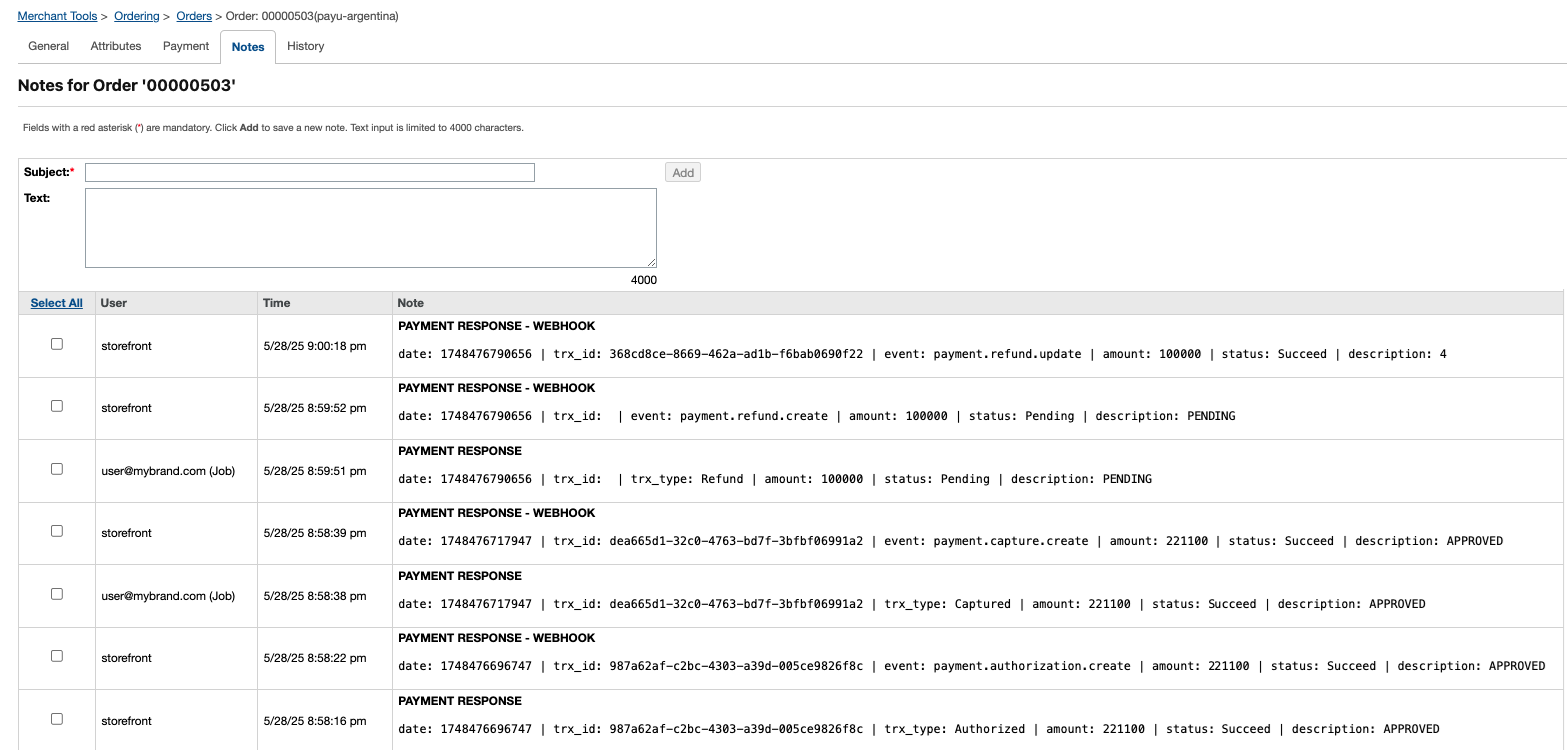 Merchant Tools > Ordering > Orders > Order: 00000503(payu-argentina)
General Attributes Payment Notes History
Notes for Order '00000503'
Fields with a red asterisk (*) are mandatory. Click Add to save a new note. Text input is limited to 4000 characters.
Subject:* Add
Text:
4000
Select All User Time Note
PAYMENT RESPONSE - WEBHOOK
storefront 5/28/25 9:00:18 pm
date: 1748476790656 | trx_id: 368cd8ce-8669-462a-ad1b-f6bab0690f22 | event: payment.refund.update | amount: 100000 | status: Succeed | description: 4
PAYMENT RESPONSE - WEBHOOK
storefront 5/28/25 8:59:52 pm
date: 1748476790656 | trx_id:  | event: payment.refund.create | amount: 100000 | status: Pending | description: PENDING
PAYMENT RESPONSE
user@mybrand.com (Job) 5/28/25 8:59:51 pm
date: 1748476790656 | trx_id:  | trx_type: Refund | amount: 100000 | status: Pending | description: PENDING
PAYMENT RESPONSE - WEBHOOK
storefront 5/28/25 8:58:39 pm
date: 1748476717947 | trx_id: dea665d1-32c0-4763-bd7f-3bfbf06991a2 | event: payment.capture.create | amount: 221100 | status: Succeed | description: APPROVED
PAYMENT RESPONSE
user@mybrand.com (Job) 5/28/25 8:58:38 pm
date: 1748476717947 | trx_id: dea665d1-32c0-4763-bd7f-3bfbf06991a2 | trx_type: Captured | amount: 221100 | status: Succeed | description: APPROVED
PAYMENT RESPONSE - WEBHOOK
storefront 5/28/25 8:58:22 pm
date: 1748476696747 | trx_id: 987a62af-c2bc-4303-a39d-005ce9826f8c | event: payment.authorization.create | amount: 221100 | status: Succeed | description: APPROVED
PAYMENT RESPONSE
storefront 5/28/25 8:58:16 pm
date: 1748476696747 | trx_id: 987a62af-c2bc-4303-a39d-005ce9826f8c | trx_type: Authorized | amount: 221100 | status: Succeed | description: APPROVED